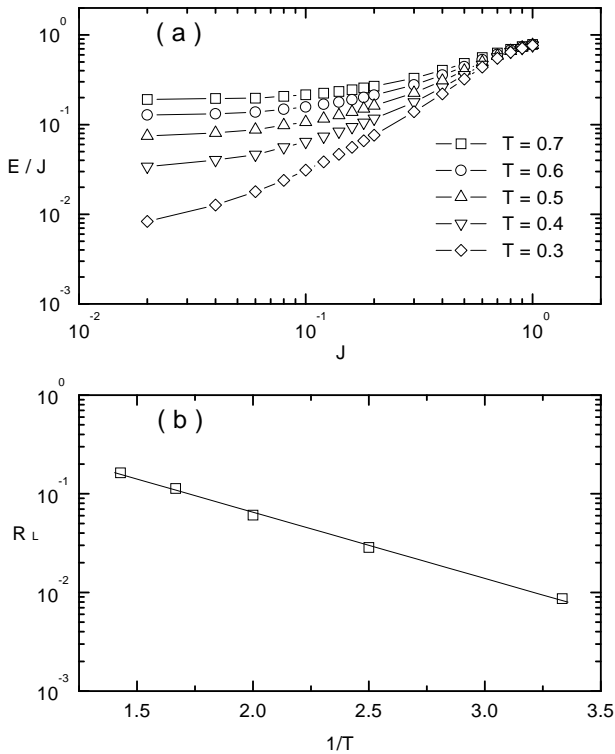 ( a )
10^0
10^-1
E / J
10^-2
10^-3
T = 0.7
T = 0.6
T = 0.5
T = 0.4
T = 0.3
10^-2
10^-1
10^0
J
( b )
10^0
10^-1
R_L
10^-2
10^-3
1.5
2.0
2.5
3.0
3.5
1/T